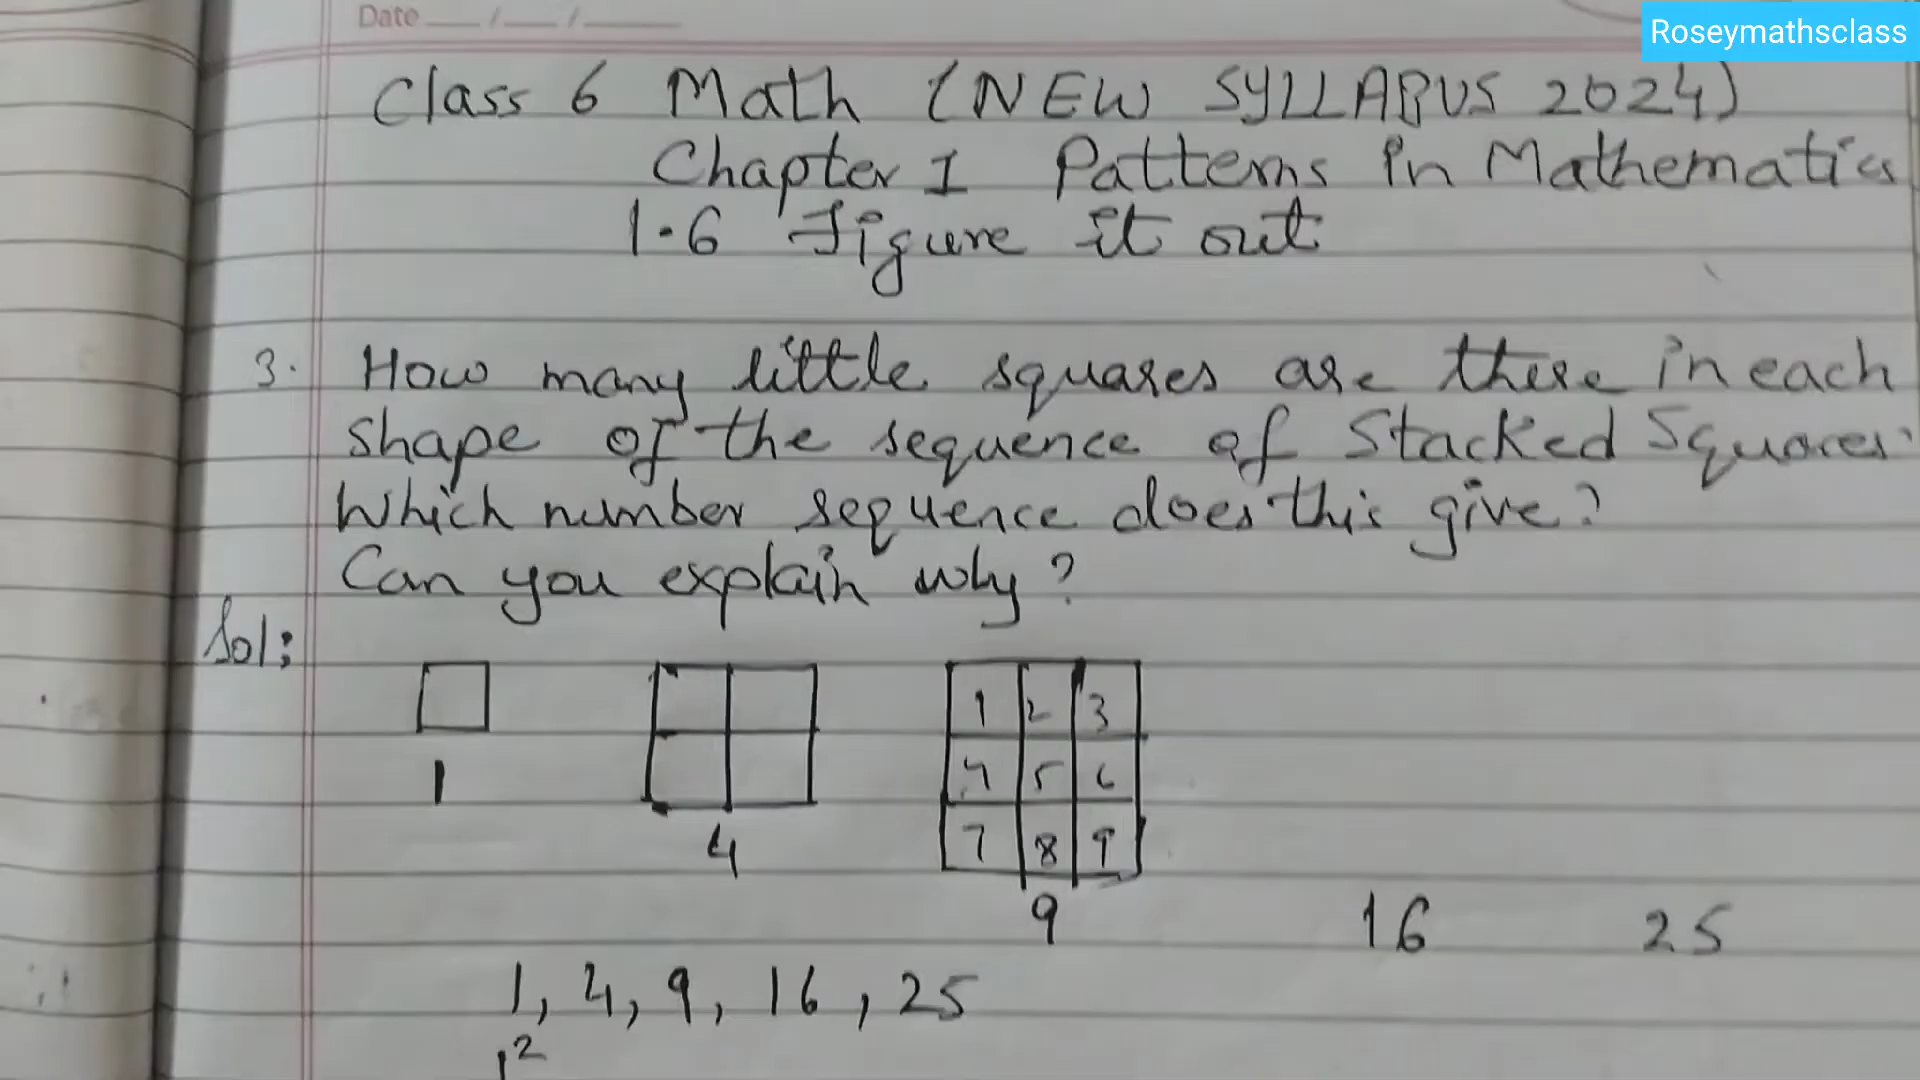 Roseymathsclass
Date __/__/____
Class 6 Math (NEW SYLLABUS 2024)
Chapter 1 Patterns in Mathematics
1.6 Figure it out
3. How many little squares are there in each
shape of the sequence of Stacked Squares.
Which number sequence does this give?
Can you explain why?
Sol:
1 2 3
4 5 6
7 8 9
1
4
9
16
25
1, 4, 9, 16, 25
1²